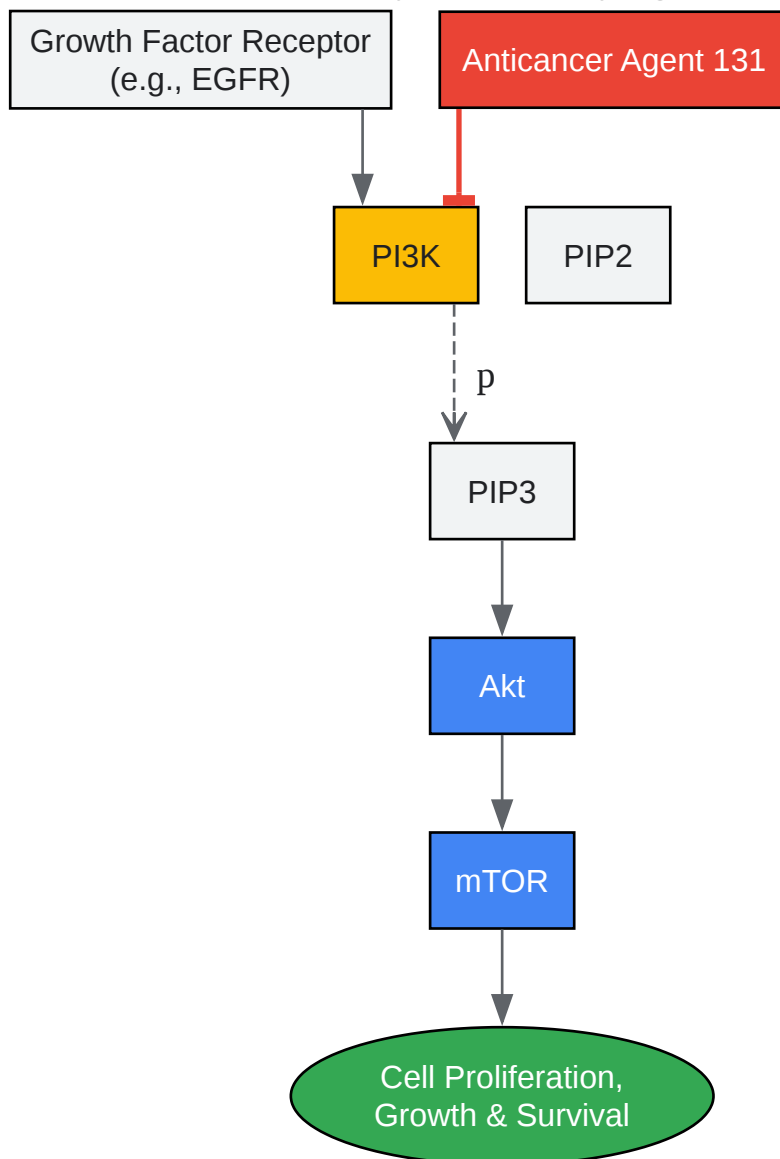 Growth Factor Receptor
(e.g., EGFR)
Anticancer Agent 131
PI3K
PIP2
p
PIP3
Akt
mTOR
Cell Proliferation,
Growth & Survival